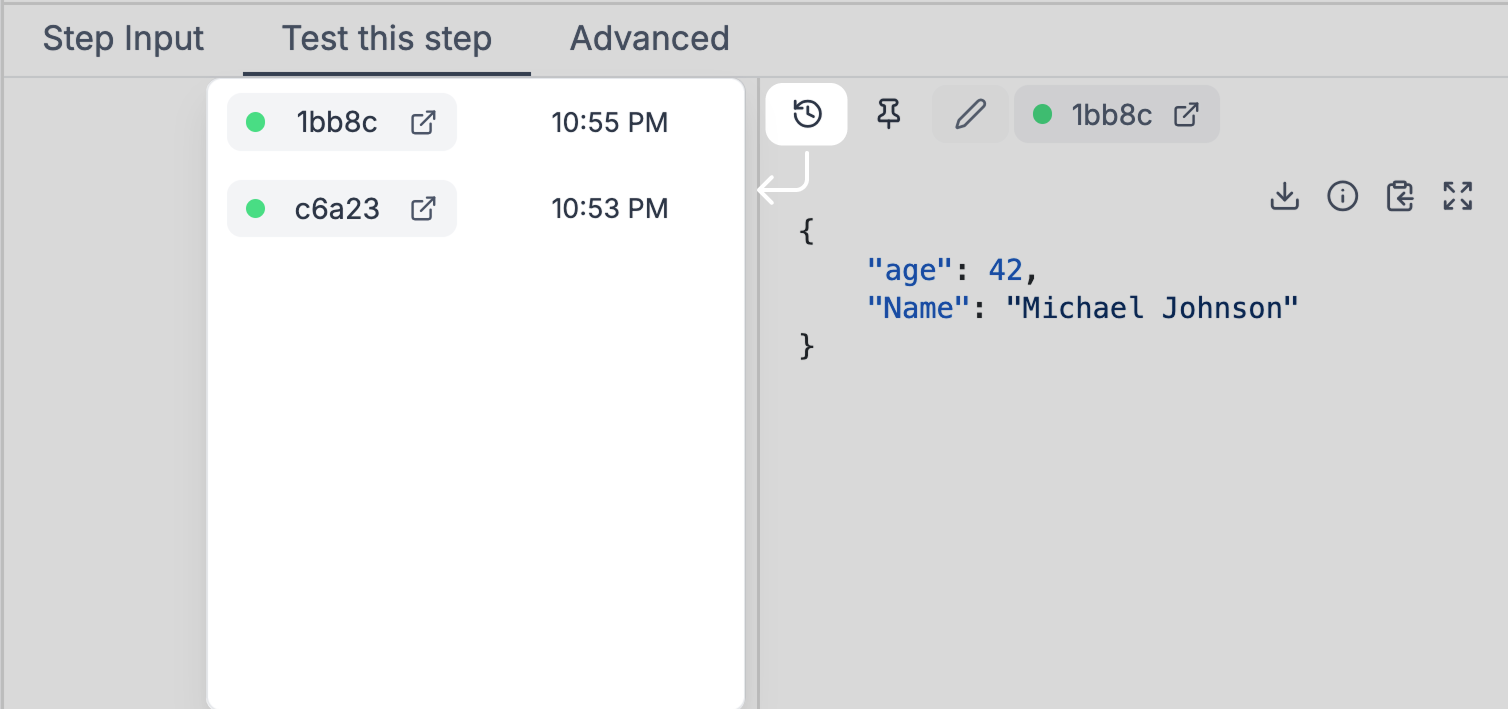 Step Input
Test this step
Advanced
1bb8c
10:55 PM
c6a23
10:53 PM
1bb8c
{
"age": 42,
"Name": "Michael Johnson"
}